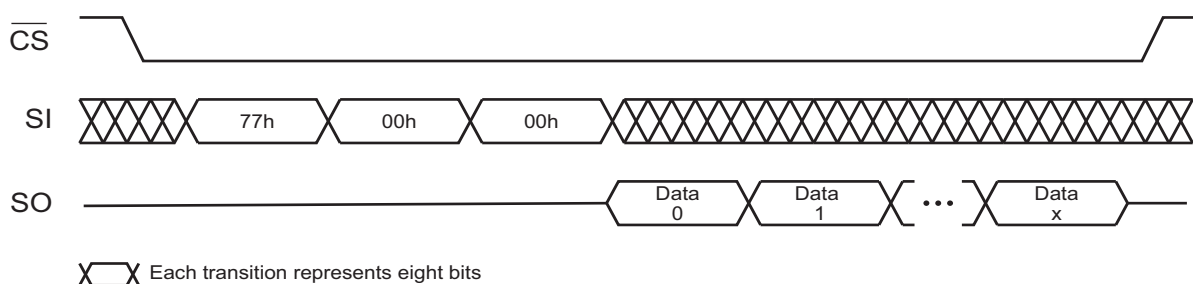 CS
SI
77h
00h
00h
SO
Data
0
Data
1
•••
Data
x
Each transition represents eight bits